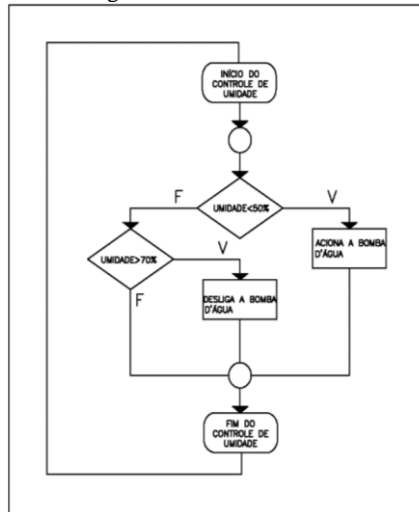 INÍCIO DO
CONTROLE DE
UMIDADE
F
UMIDADE<50%
V
ACIONA A BOMBA
D'ÁGUA
UMIDADE>70%
V
F
DESLIGA A BOMBA
D'ÁGUA
FIM DO
CONTROLE DE
UMIDADE